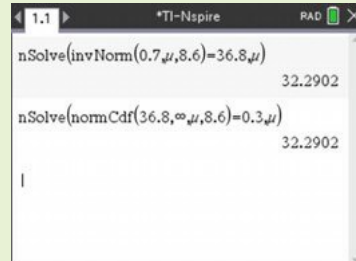 1.1 *TI-Nspire RAD
nSolve(invNorm(0.7,μ,8.6)=36.8,μ)
32.2902
nSolve(normCdf(36.8,∞,μ,8.6)=0.3,μ)
32.2902